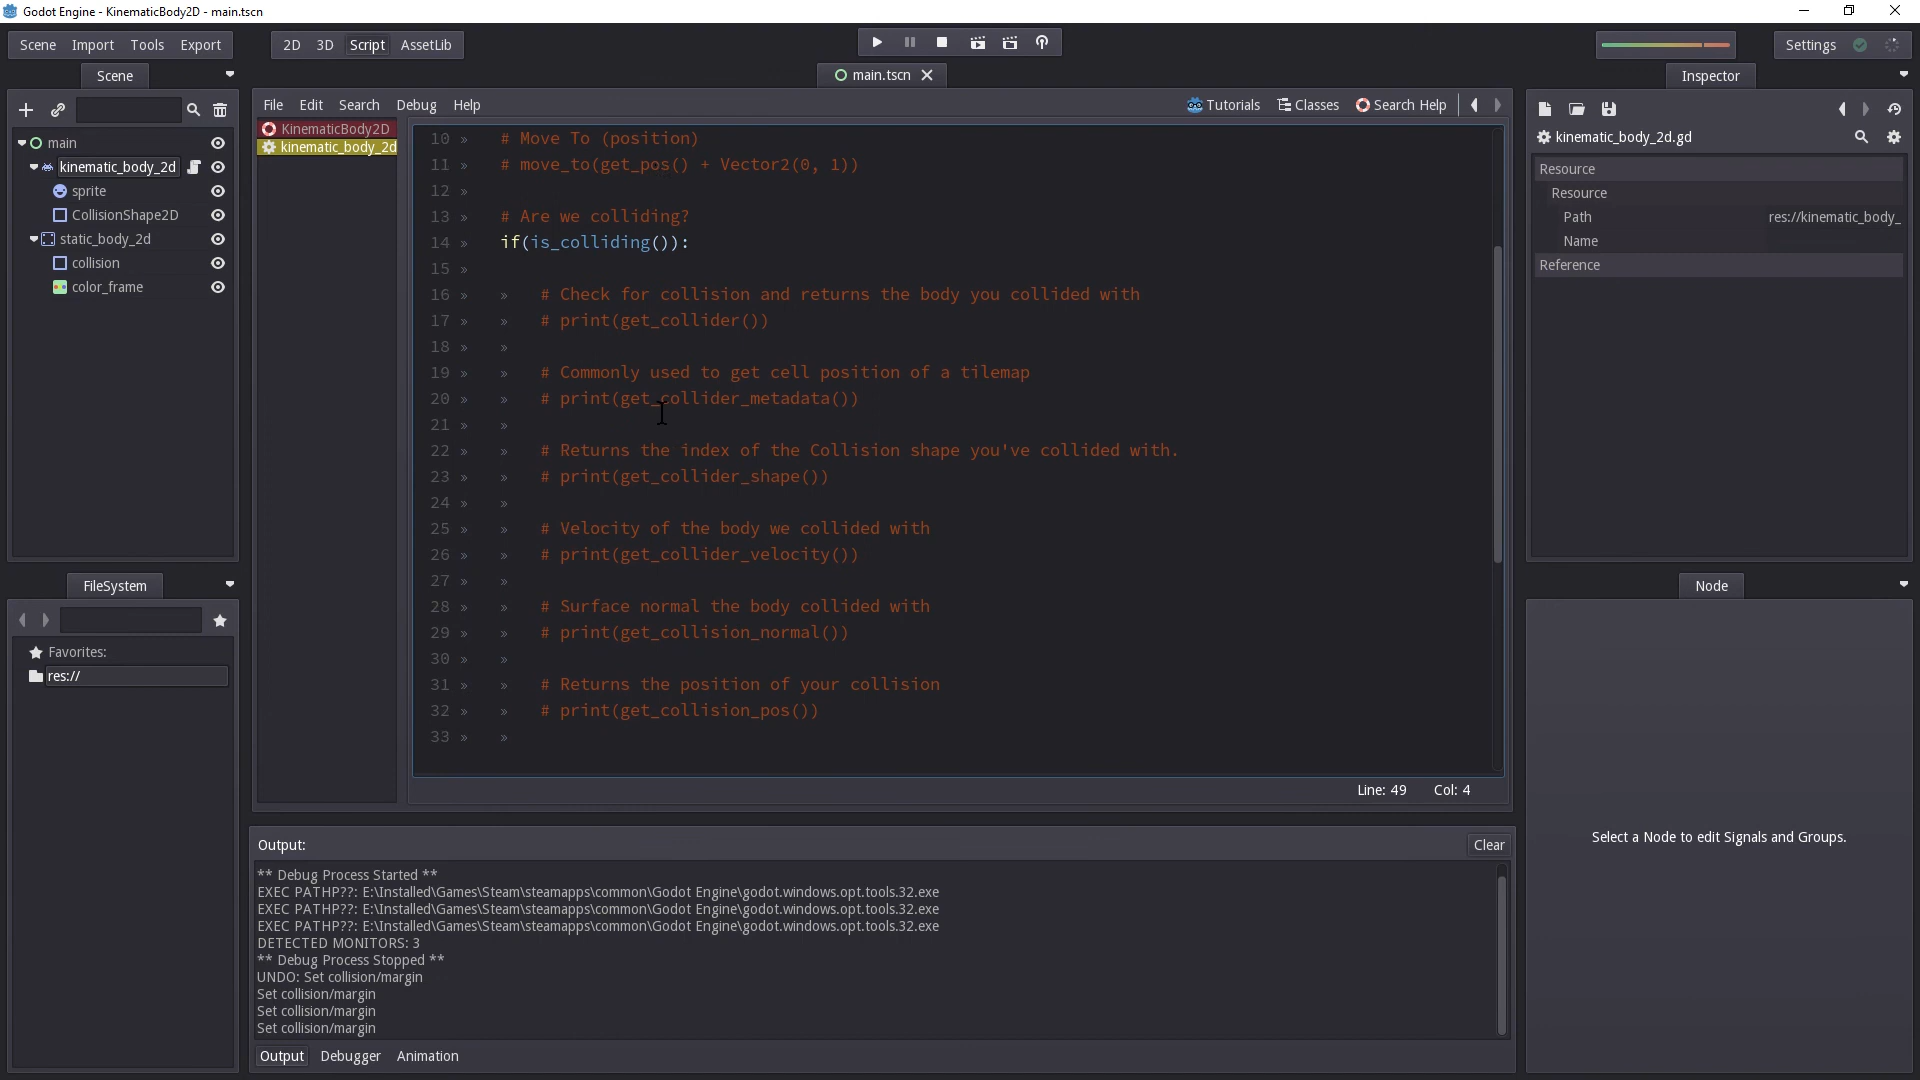 Godot Engine - KinematicBody2D - main.tscn
Scene Import Tools Export
2D 3D Script AssetLib
Settings
Scene
main.tscn
Inspector
File Edit Search Debug Help
Tutorials Classes Search Help
KinematicBody2D
kinematic_body_2d
main
kinematic_body_2d
sprite
CollisionShape2D
static_body_2d
collision
color_frame
10 » # Move To (position)
11 » # move_to(get_pos() + Vector2(0, 1))
12 »
13 » # Are we colliding?
14 » if(is_colliding()):
15 »
16 » » # Check for collision and returns the body you collided with
17 » » # print(get_collider())
18 » »
19 » » # Commonly used to get cell position of a tilemap
20 » » # print(get_collider_metadata())
21 » »
22 » » # Returns the index of the Collision shape you've collided with.
23 » » # print(get_collider_shape())
24 » »
25 » » # Velocity of the body we collided with
26 » » # print(get_collider_velocity())
27 » »
28 » » # Surface normal the body collided with
29 » » # print(get_collision_normal())
30 » »
31 » » # Returns the position of your collision
32 » » # print(get_collision_pos())
33 » »
Line: 49 Col: 4
kinematic_body_2d.gd
Resource
Resource
Path res://kinematic_body_
Name
Reference
FileSystem
Favorites:
res://
Output:
Clear
** Debug Process Started **
EXEC PATHP??: E:\Installed\Games\Steam\steamapps\common\Godot Engine\godot.windows.opt.tools.32.exe
EXEC PATHP??: E:\Installed\Games\Steam\steamapps\common\Godot Engine\godot.windows.opt.tools.32.exe
EXEC PATHP??: E:\Installed\Games\Steam\steamapps\common\Godot Engine\godot.windows.opt.tools.32.exe
DETECTED MONITORS: 3
** Debug Process Stopped **
UNDO: Set collision/margin
Set collision/margin
Set collision/margin
Set collision/margin
Output Debugger Animation
Node
Select a Node to edit Signals and Groups.